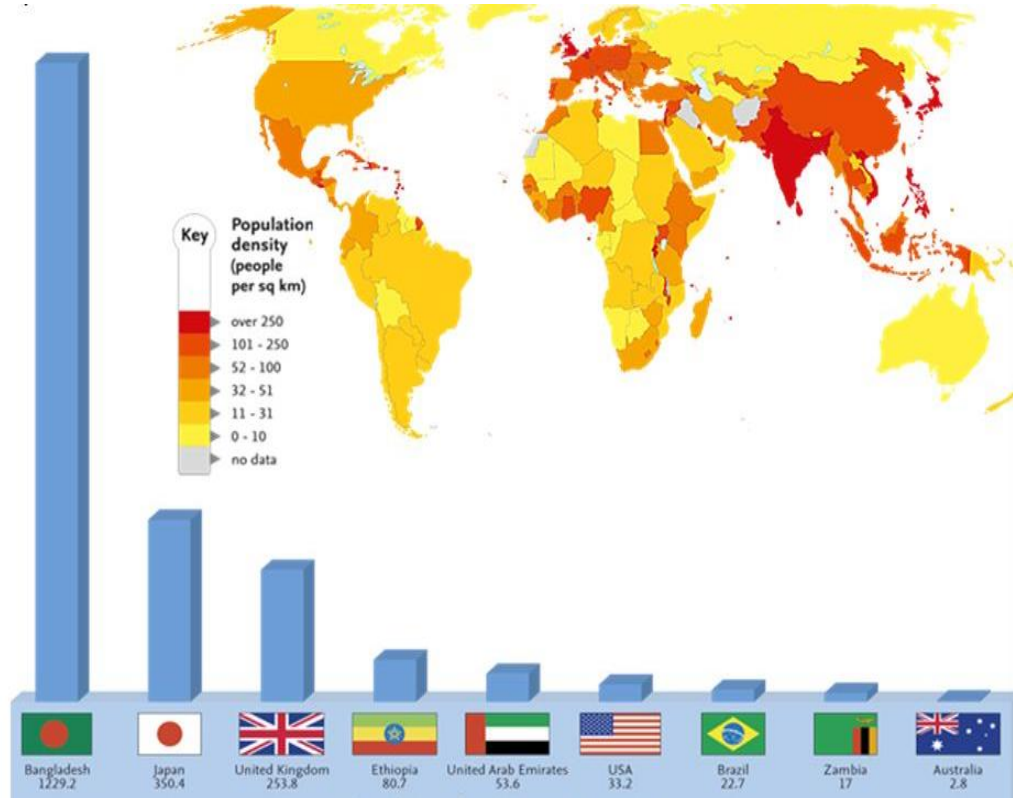 Key
Population
density
(people
per sq km)
over 250
101 - 250
52 - 100
32 - 51
11 - 31
0 - 10
no data
Bangladesh
1229.2
Japan
350.4
United Kingdom
253.8
Ethiopia
80.7
United Arab Emirates
53.6
USA
33.2
Brazil
22.7
Zambia
17
Australia
2.8